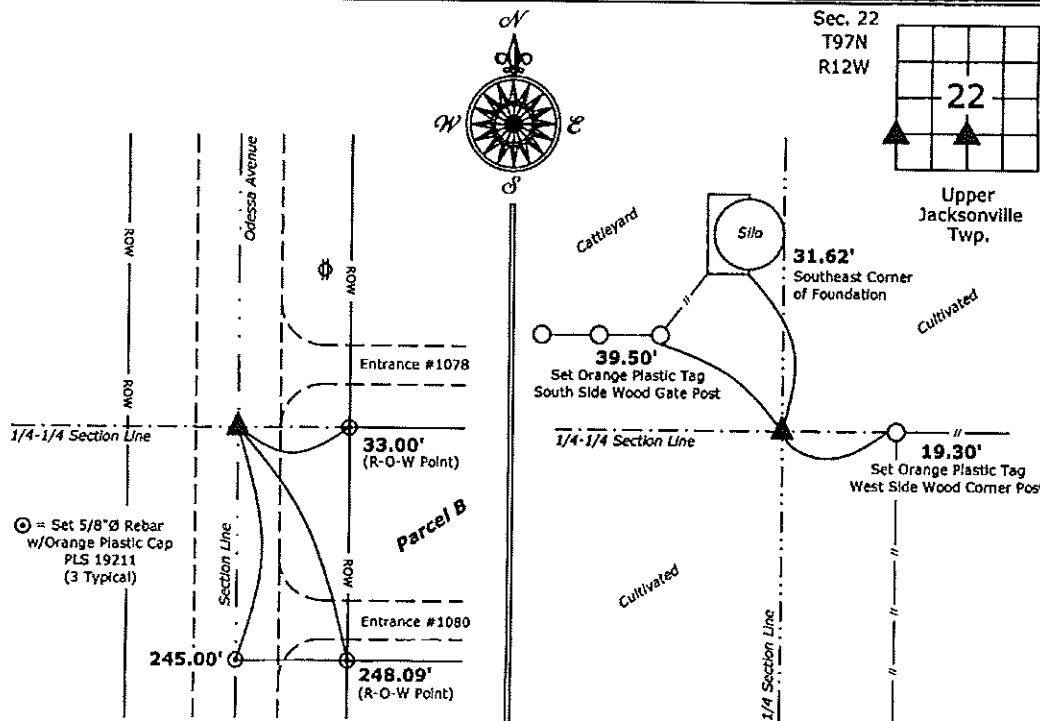 Sec. 22
T97N
R12W
22
Upper
Jacksonville
Twp.
N
W
E
S
ROW
ROW
Odessa Avenue
Section Line
ROW
ROW
Entrance #1078
1/4-1/4 Section Line
33.00'
(R-O-W Point)
Parcel B
= Set 5/8"Ø Rebar
w/Orange Plastic Cap
PLS 19211
(3 Typical)
Entrance #1080
245.00'
248.09'
(R-O-W Point)
Cattleyard
Silo
31.62'
Southeast Corner
of Foundation
Cultivated
39.50'
Set Orange Plastic Tag
South Side Wood Gate Post
1/4-1/4 Section Line
19.30'
Set Orange Plastic Tag
West Side Wood Corner Post
Cultivated
1/4 Section Line